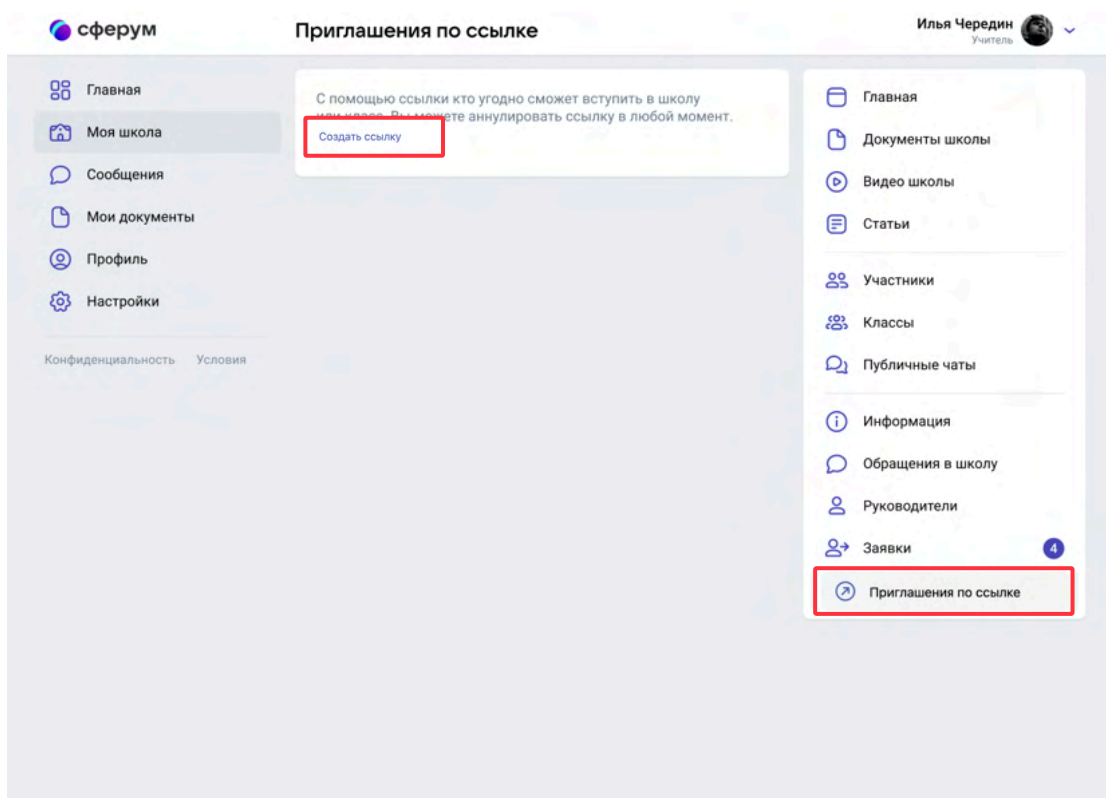 сферум
Приглашения по ссылке
Илья Чередин
Учитель
Главная
Моя школа
Сообщения
Мои документы
Профиль
Настройки
Конфиденциальность Условия
С помощью ссылки кто угодно сможет вступить в школу
или класс. Вы можете аннулировать ссылку в любой момент.
Создать ссылку
Главная
Документы школы
Видео школы
Статьи
Участники
Классы
Публичные чаты
Информация
Обращения в школу
Руководители
Заявки 4
Приглашения по ссылке